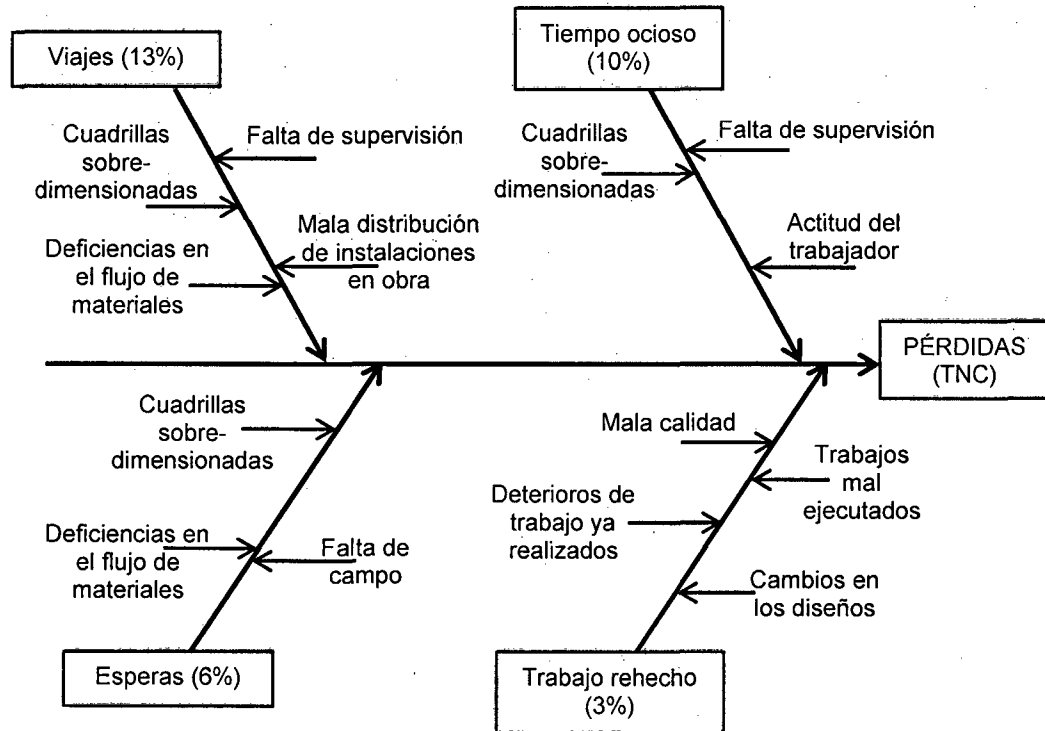 Viajes (13%)
Cuadrillas
sobre-
dimensionadas
Falta de supervisión
Mala distribución
de instalaciones
en obra
Deficiencias en
el flujo de
materiales
Tiempo ocioso
(10%)
Cuadrillas
sobre-
dimensionadas
Falta de supervisión
Actitud del
trabajador
PÉRDIDAS
(TNC)
Cuadrillas
sobre-
dimensionadas
Deficiencias en
el flujo de
materiales
Falta de
campo
Esperas (6%)
Mala calidad
Trabajos
mal
ejecutados
Deterioros de
trabajo ya
realizados
Cambios en
los diseños
Trabajo rehecho
(3%)